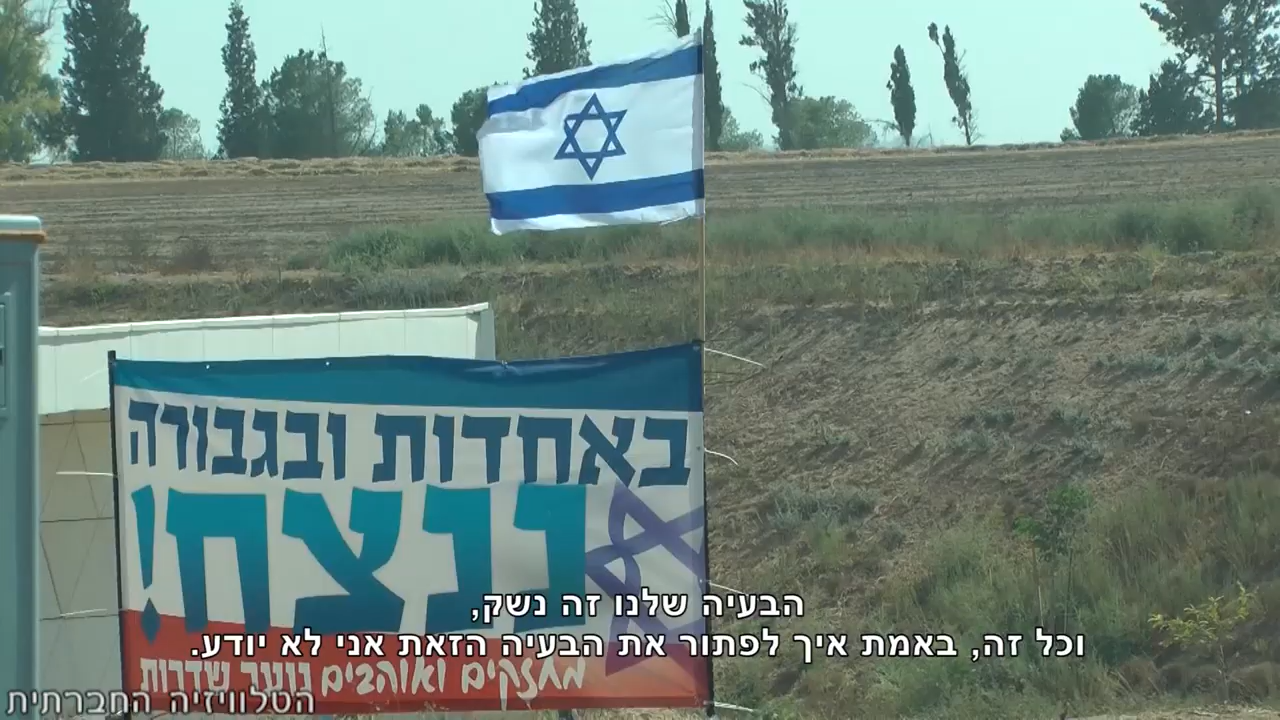 באחדות ובגבורה
ננצח!
מחזקים ואוהבים נוער שדרות
הבעיה שלנו זה נשק,
וכל זה, באמת איך לפתור את הבעיה הזאת אני לא יודע.
הטלוויזיה החברתית